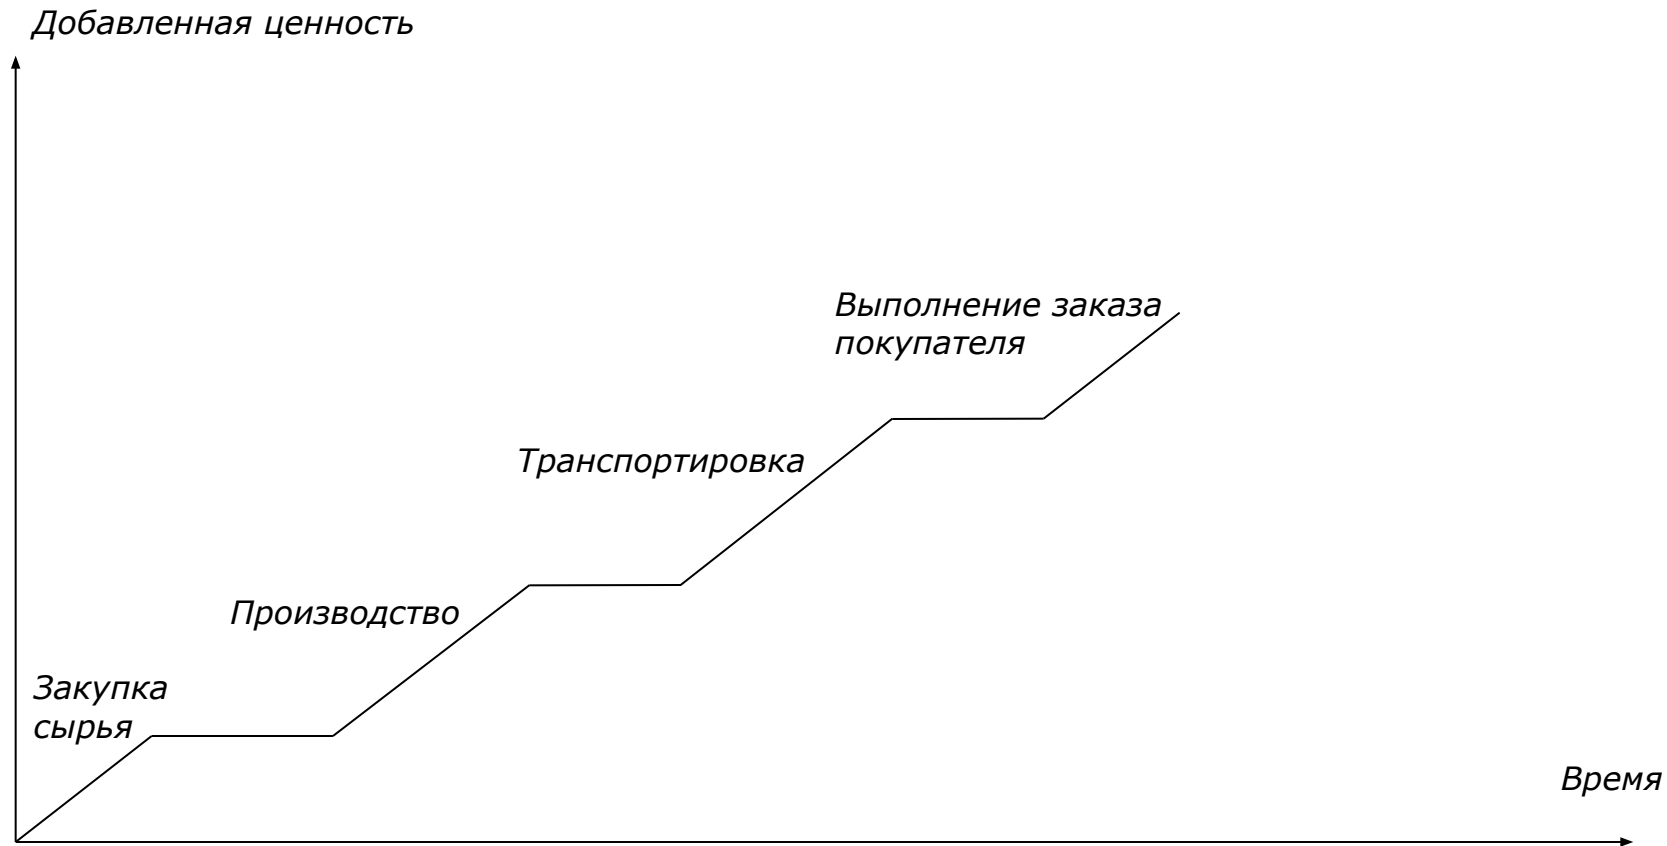 Добавленная ценность
Выполнение заказа
покупателя
Транспортировка
Производство
Закупка
сырья
Время